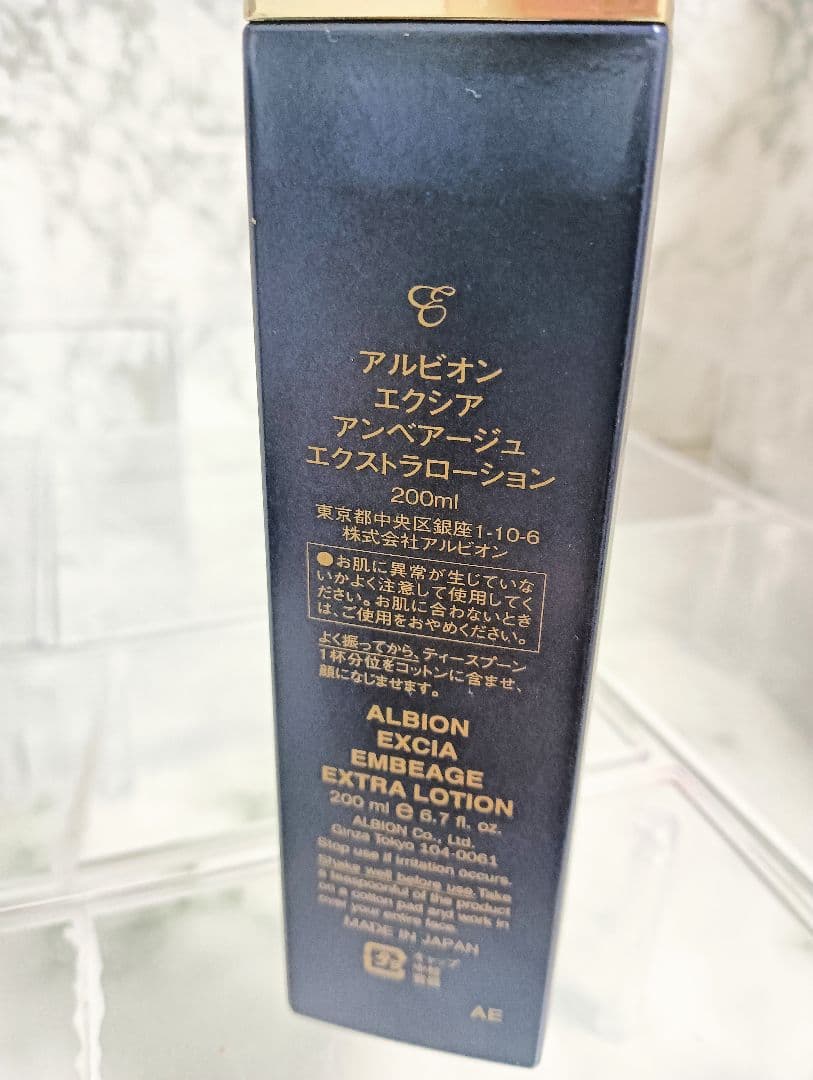 E
アルビオン
エクシア
アンベアージュ
エクストラローション
200ml
東京都中央区銀座1-10-6
株式会社アルビオン
●お肌に異常が生じていな
いかよく注意して使用してく
ださい。お肌に合わないとき
は、ご使用をおやめください。
よく振ってから、ティースプーン
1杯分位をコットンに含ませ、
顔になじませます。
ALBION
EXCIA
EMBEAGE
EXTRA LOTION
200 ml ℮ 6.7 fl. oz.
ALBION Co., Ltd.
Ginza Tokyo 104-0061
Stop use if irritation occurs.
Shake well before use. Take
a teaspoonful of the product
on a cotton pad and work in
over your entire face.
MADE IN JAPAN
プラ
キャップ
中栓
AE